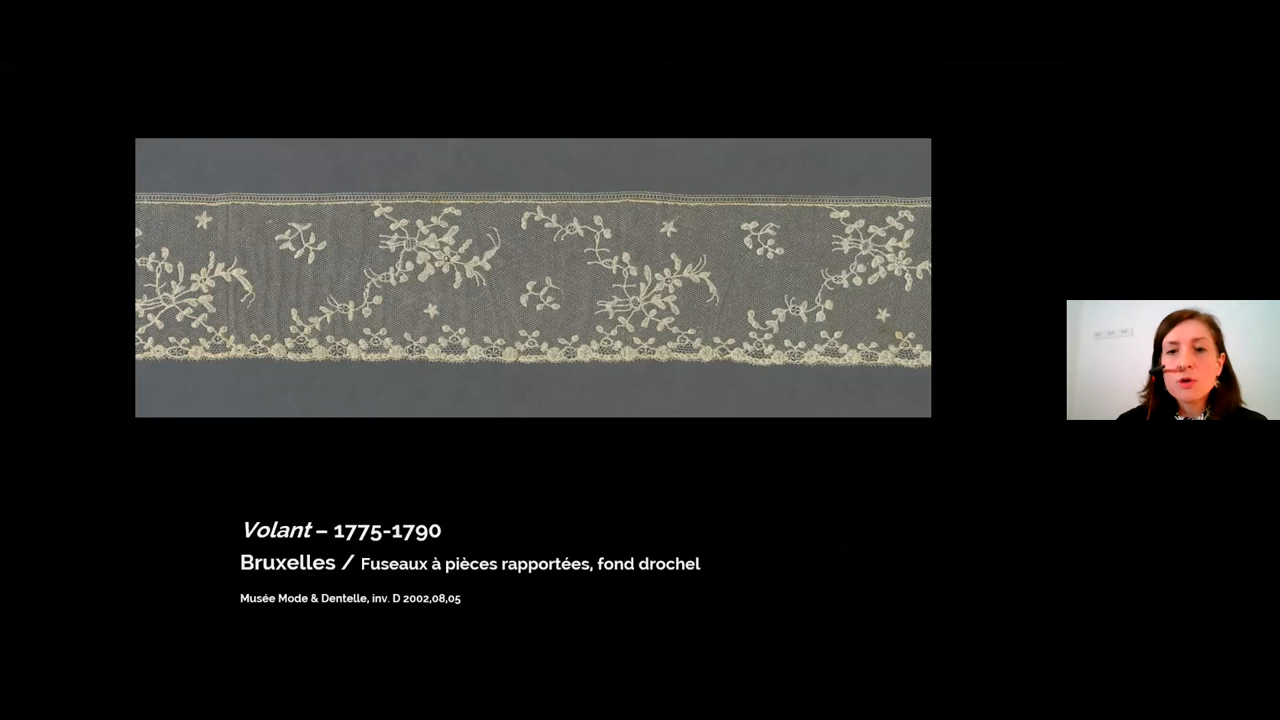 Volant – 1775-1790
Bruxelles / Fuseaux à pièces rapportées, fond drochel
Musée Mode & Dentelle, inv. D 2002,08,05